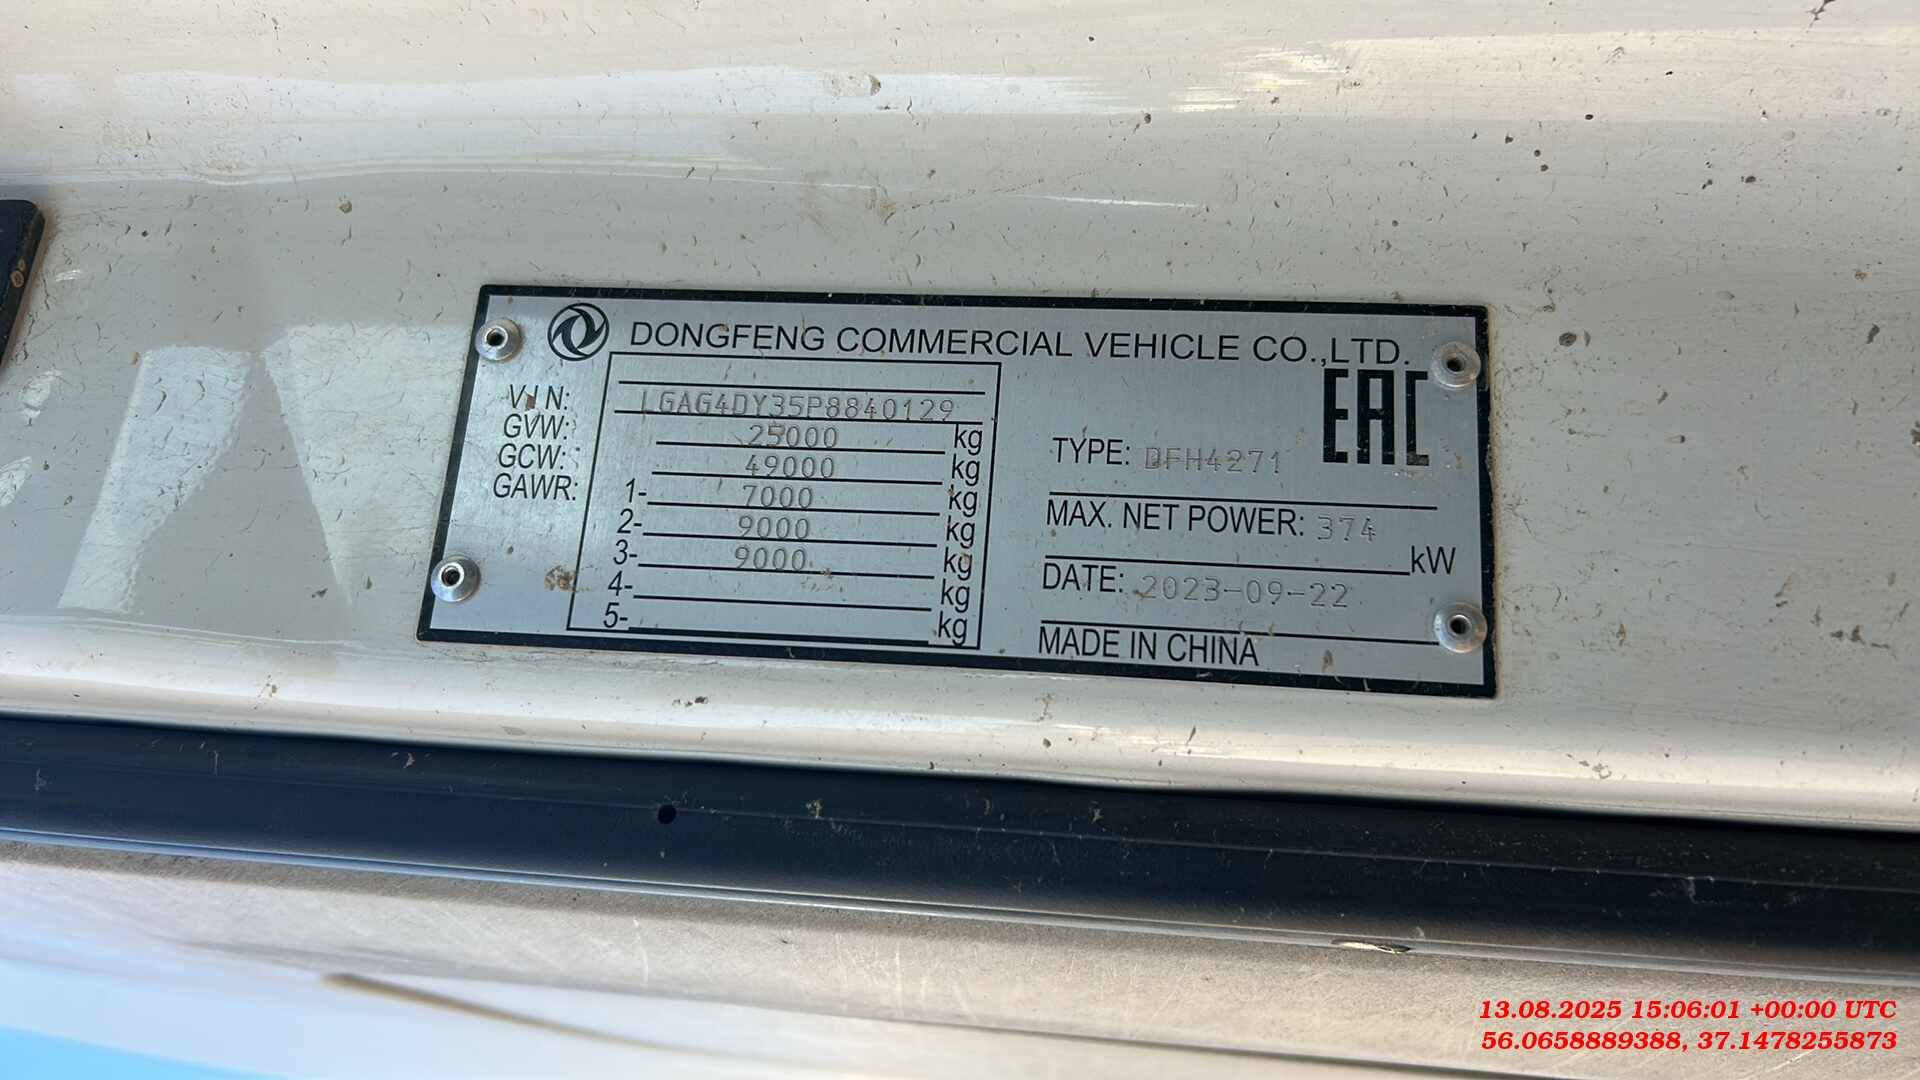 DONGFENG COMMERCIAL VEHICLE CO.,LTD.
EAC
VIN: LGAG4DY35P8840129
GVW: 25000 kg
GCW: 49000 kg
GAWR: 1- 7000 kg
2- 9000 kg
3- 9000 kg
4- kg
5- kg
TYPE: DFH4271
MAX. NET POWER: 374 kW
DATE: 2023-09-22
MADE IN CHINA
13.08.2025 15:06:01 +00:00 UTC
56.0658889388, 37.1478255873